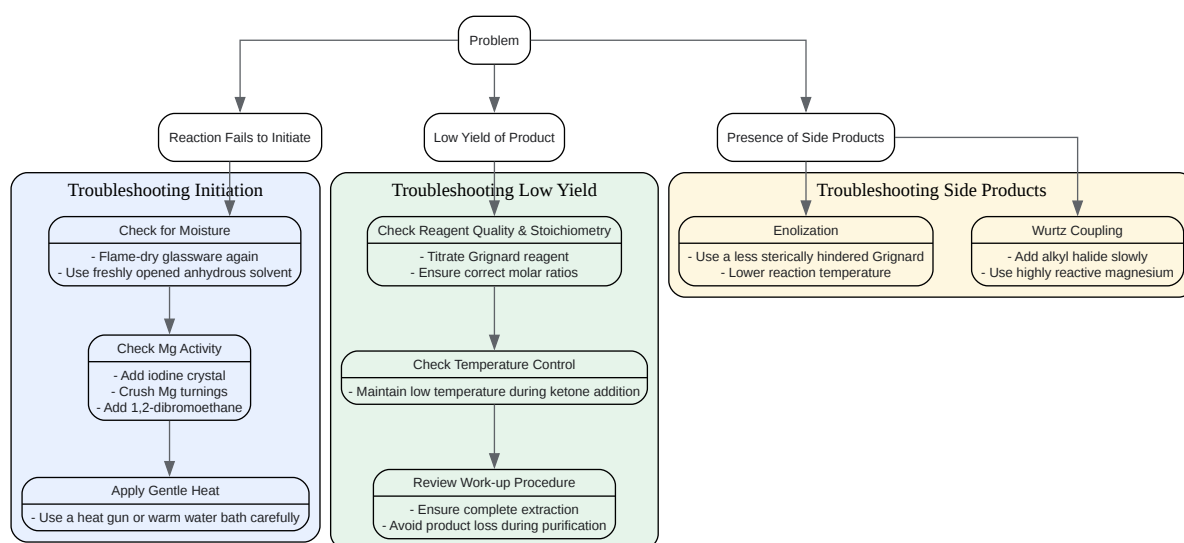 Problem
Reaction Fails to Initiate
Low Yield of Product
Presence of Side Products
Troubleshooting Initiation
Check for Moisture
- Flame-dry glassware again
- Use freshly opened anhydrous solvent
Check Mg Activity
- Add iodine crystal
- Crush Mg turnings
- Add 1,2-dibromoethane
Apply Gentle Heat
- Use a heat gun or warm water bath carefully
Troubleshooting Low Yield
Check Reagent Quality & Stoichiometry
- Titrate Grignard reagent
- Ensure correct molar ratios
Check Temperature Control
- Maintain low temperature during ketone addition
Review Work-up Procedure
- Ensure complete extraction
- Avoid product loss during purification
Troubleshooting Side Products
Enolization
- Use a less sterically hindered Grignard
- Lower reaction temperature
Wurtz Coupling
- Add alkyl halide slowly
- Use highly reactive magnesium